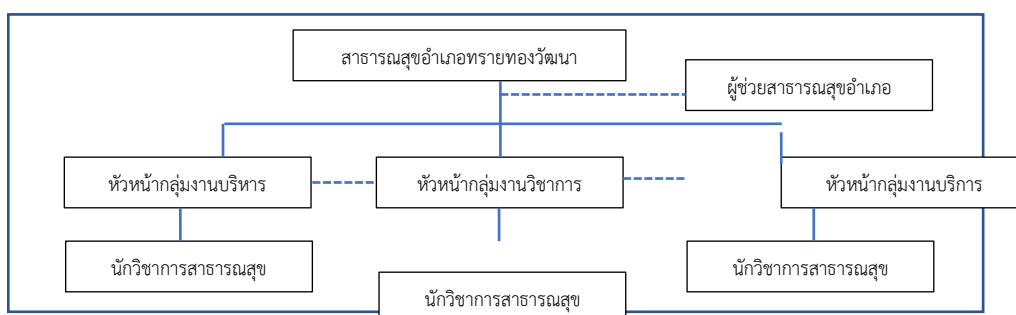 สาธารณสุขอำเภอทรายทองวัฒนา
ผู้ช่วยสาธารณสุขอำเภอ
หัวหน้ากลุ่มงานบริหาร
หัวหน้ากลุ่มงานวิชาการ
หัวหน้ากลุ่มงานบริการ
นักวิชาการสาธารณสุข
นักวิชาการสาธารณสุข
นักวิชาการสาธารณสุข